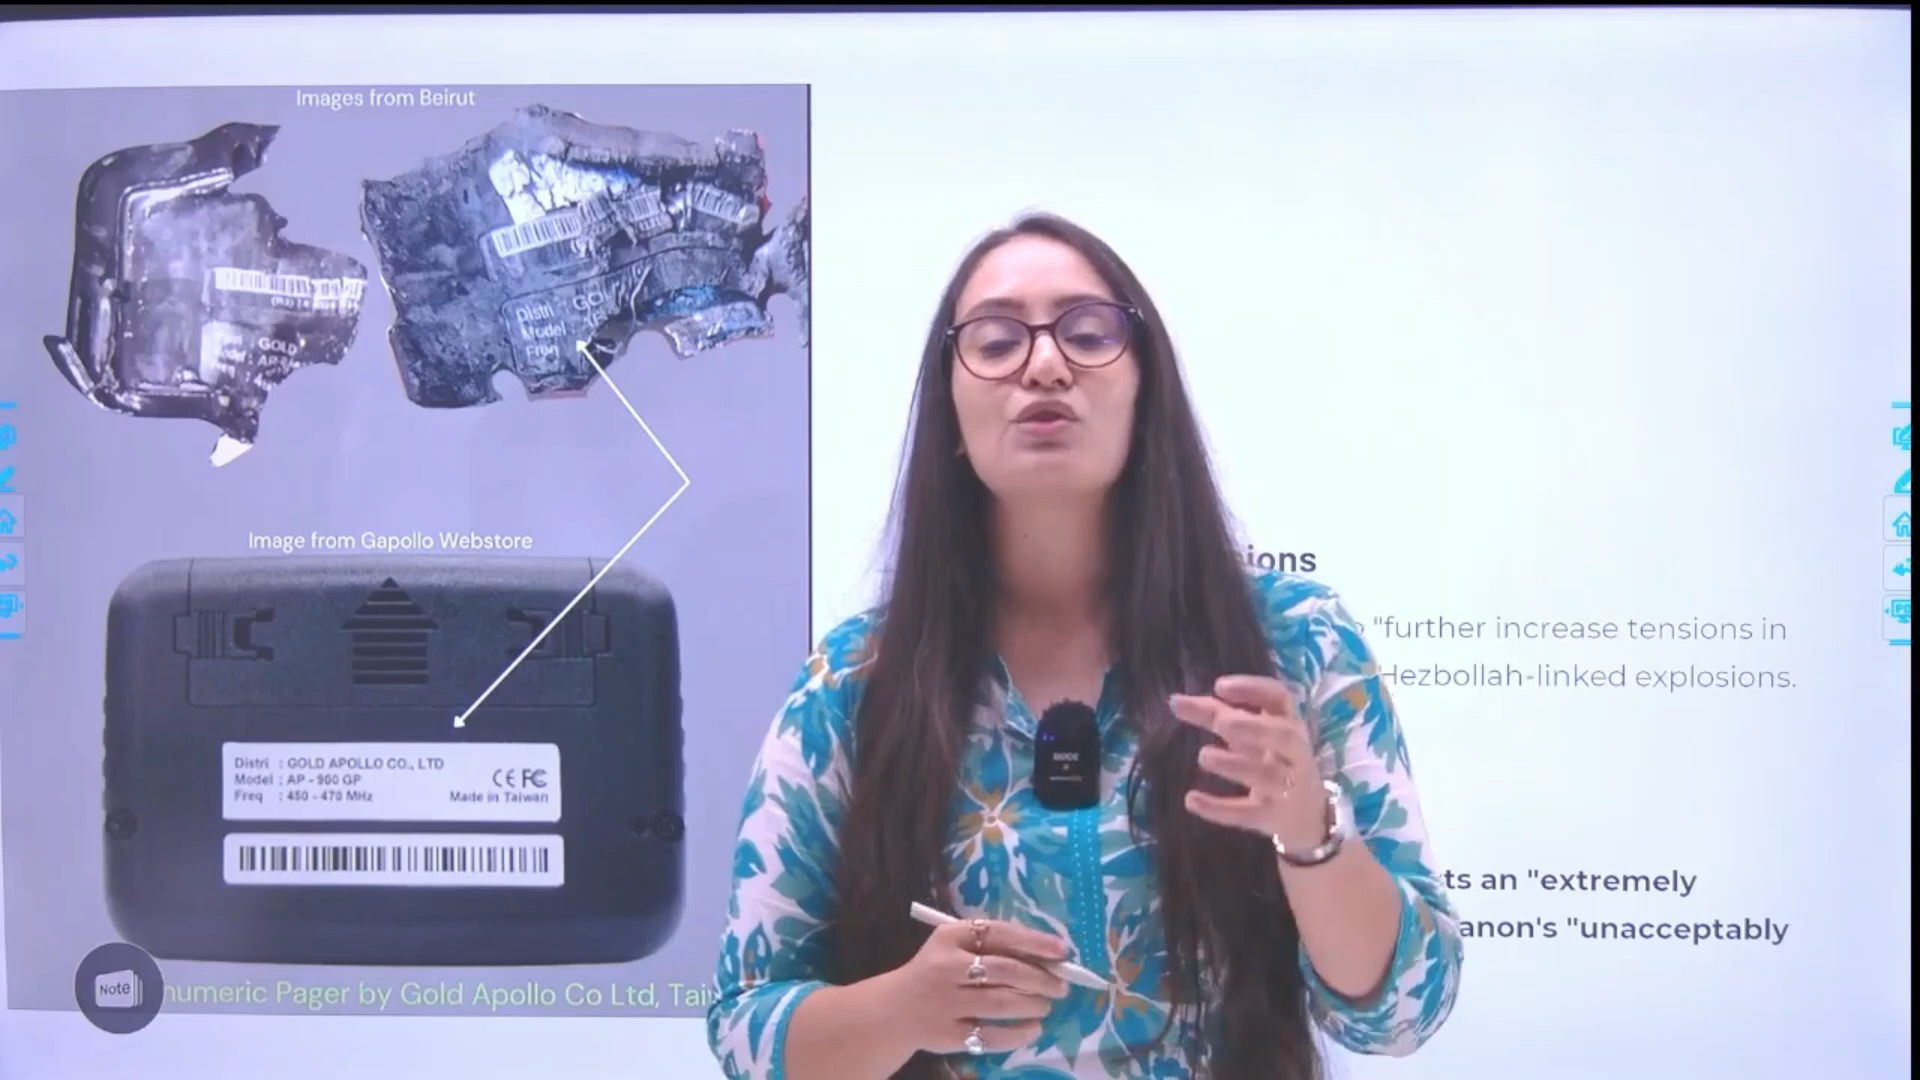 Images from Beirut
GOLD
Distri : GOL
Model : AP
Freq
Image from Gapollo Webstore
Distri : GOLD APOLLO CO., LTD
Model : AP - 900 GP
Freq : 450 - 470 MHz
CE FC
Made in Taiwan
Note
numeric Pager by Gold Apollo Co Ltd, Tai
ions
"further increase tensions in
Hezbollah-linked explosions.
ts an "extremely
anon's "unacceptably
RODE